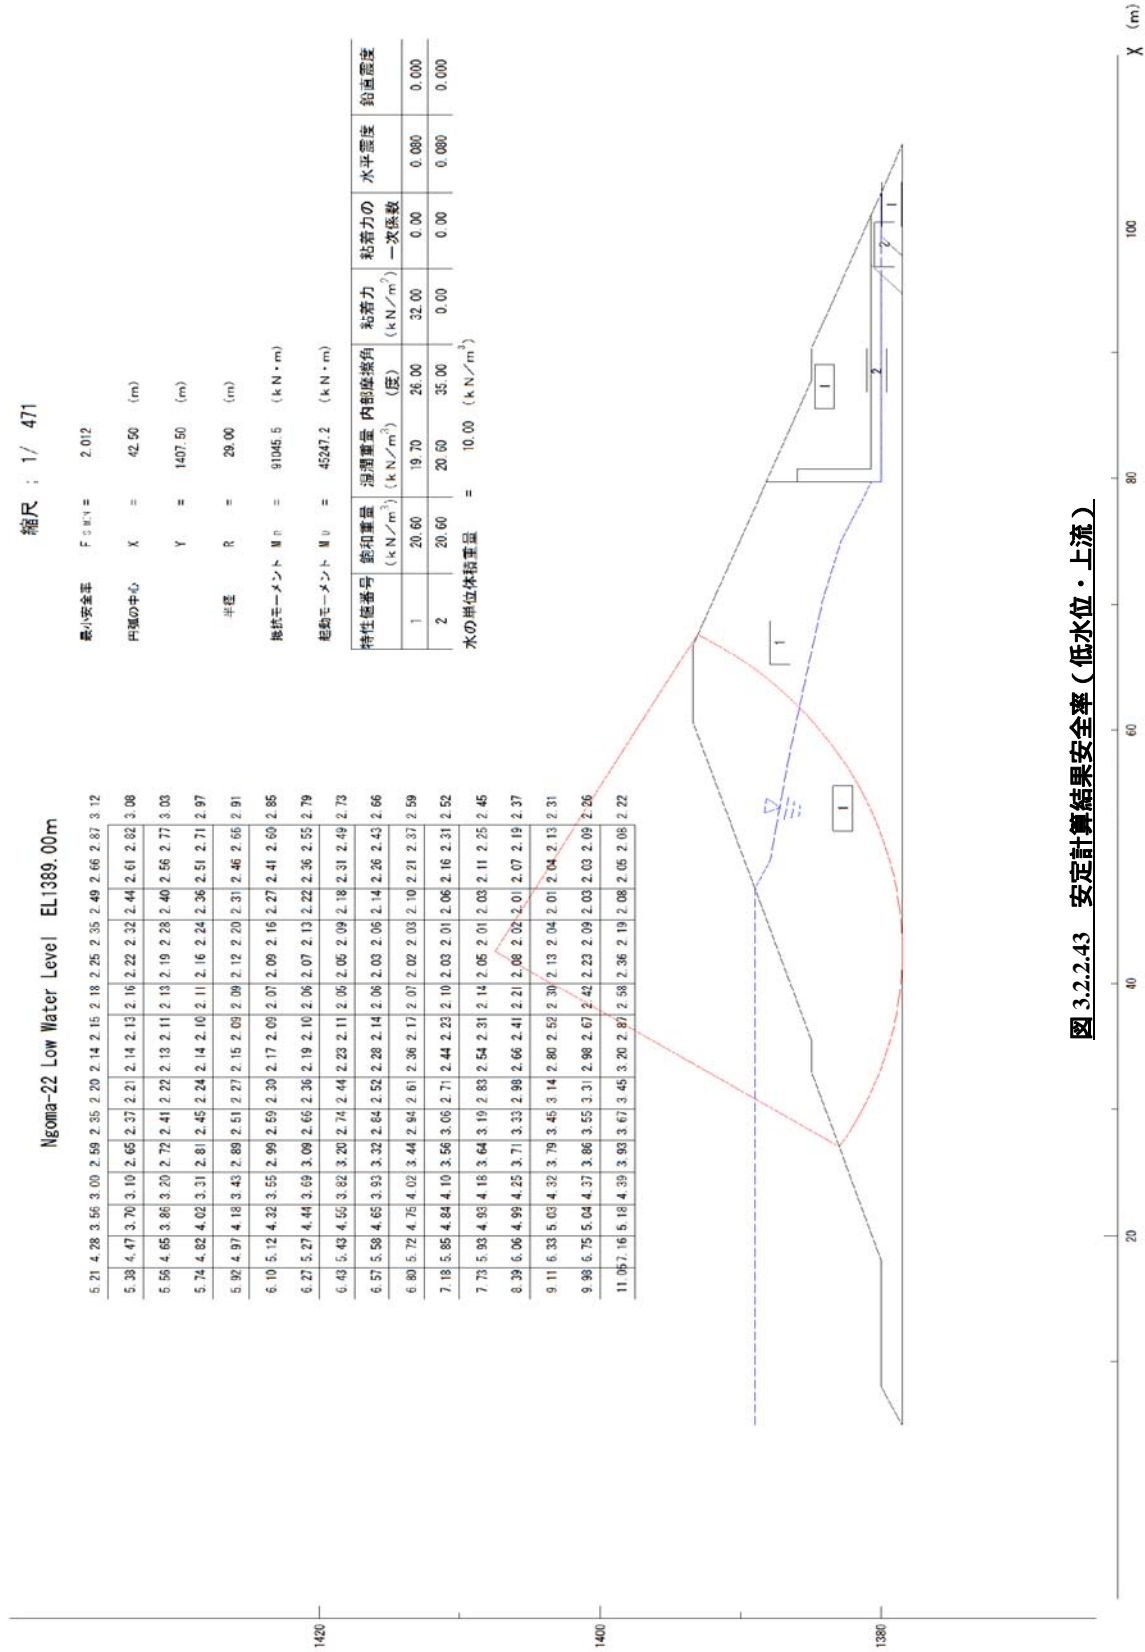 縮尺 : 1/ 471
Ngoma-22 Low Water Level EL1389.00m
5.21 4.28 3.56 3.00 2.59 2.35 2.20 2.14 2.15 2.18 2.25 2.35 2.49 2.66 2.87 3.12
5.38 4.47 3.70 3.10 2.65 2.37 2.21 2.14 2.13 2.16 2.22 2.32 2.44 2.61 2.82 3.08
5.56 4.65 3.86 3.20 2.72 2.41 2.22 2.13 2.11 2.13 2.19 2.28 2.40 2.56 2.77 3.03
5.74 4.82 4.02 3.31 2.81 2.45 2.24 2.14 2.10 2.11 2.16 2.24 2.36 2.51 2.71 2.97
5.92 4.97 4.18 3.43 2.89 2.51 2.27 2.15 2.09 2.09 2.12 2.20 2.31 2.46 2.66 2.91
6.10 5.12 4.32 3.55 2.99 2.59 2.30 2.17 2.09 2.07 2.09 2.16 2.27 2.41 2.60 2.85
6.27 5.27 4.44 3.69 3.09 2.66 2.36 2.19 2.10 2.06 2.07 2.13 2.22 2.36 2.55 2.79
6.43 5.43 4.55 3.82 3.20 2.74 2.44 2.23 2.11 2.05 2.05 2.09 2.18 2.31 2.49 2.73
6.57 5.58 4.65 3.93 3.32 2.84 2.52 2.28 2.14 2.06 2.03 2.06 2.14 2.26 2.43 2.66
6.80 5.72 4.75 4.02 3.44 2.94 2.61 2.36 2.17 2.07 2.02 2.03 2.10 2.21 2.37 2.59
7.18 5.85 4.84 4.10 3.56 3.06 2.71 2.44 2.23 2.10 2.03 2.01 2.06 2.16 2.31 2.52
7.73 5.93 4.93 4.18 3.64 3.19 2.83 2.54 2.31 2.14 2.05 2.01 2.03 2.11 2.25 2.45
8.39 6.06 4.99 4.25 3.71 3.33 2.98 2.66 2.41 2.21 2.08 2.02 2.01 2.07 2.19 2.37
9.11 6.33 5.03 4.32 3.79 3.45 3.14 2.80 2.52 2.30 2.13 2.04 2.01 2.04 2.13 2.31
9.98 6.75 5.04 4.37 3.86 3.55 3.31 2.98 2.67 2.42 2.23 2.09 2.03 2.03 2.09 2.26
11.05 7.16 5.18 4.39 3.93 3.67 3.45 3.20 2.87 2.58 2.36 2.19 2.08 2.05 2.08 2.22
最小安全率 FSMIN = 2.012
円弧の中心 X = 42.50 (m)
Y = 1407.50 (m)
半径 R = 29.00 (m)
抵抗モーメント MR = 91045.5 (kN・m)
起動モーメント MD = 45247.2 (kN・m)
特性値番号 飽和重量 湿潤重量 内部摩擦角 粘着力 粘着力の 水平震度 鉛直震度
(kN/m³) (kN/m³) (度) (kN/m²) 一次係数
1 20.60 19.70 26.00 32.00 0.00 0.080 0.000
2 20.60 20.60 35.00 0.00 0.00 0.080 0.000
水の単位体積重量 = 10.00 (kN/m³)
1
1
1
2
2
1
1420
1400
1380
20
40
60
80
100
X (m)
図 3.2.2.43 安定計算結果安全率(低水位・上流)